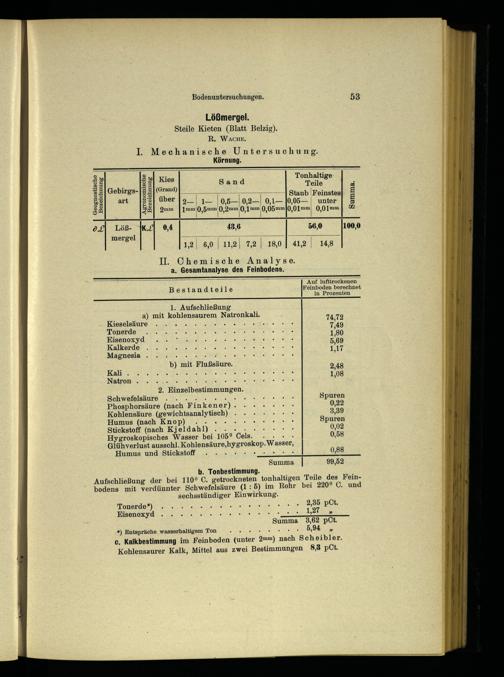 Bodenuntersuchungen. 53
Lößmergel.
Steile Kieten (Blatt Belzig).
R. Wache.
I. Mechanische Untersuchung.
Körnung.
Geognostische Bezeichnung
Gebirgsart
Agronomische Bezeichnung
Kies (Grand) über 2mm
Sand
2—1mm 1—0,5mm 0,5—0,2mm 0,2—0,1mm 0,1—0,05mm
Tonhaltige Teile
Staub 0,05—0,01mm Feinstes unter 0,01mm
Summa.
Lößmergel 0,4 43,6 56,0 100,0
1,2 6,0 11,2 7,2 18,0 41,2 14,8
II. Chemische Analyse.
a. Gesamtanalyse des Feinbodens.
Bestandteile Auf lufttrockenen Feinboden berechnet in Prozenten
1. Aufschließung
a) mit kohlensaurem Natronkali.
Kieselsäure 74,72
Tonerde 7,49
Eisenoxyd 1,80
Kalkerde 5,69
Magnesia 1,17
b) mit Flußsäure.
Kali 2,48
Natron 1,08
2. Einzelbestimmungen.
Schwefelsäure Spuren
Phosphorsäure (nach Finkener) 0,22
Kohlensäure (gewichtsanalytisch) 3,39
Humus (nach Knop) Spuren
Stickstoff (nach Kjeldahl) 0,02
Hygroskopisches Wasser bei 105° Cels. 0,58
Glühverlust ausschl. Kohlensäure, hygroskop. Wasser,
Humus und Stickstoff 0,88
Summa 99,52
b. Tonbestimmung.
Aufschließung der bei 110° C. getrockneten tonhaltigen Teile des Fein-
bodens mit verdünnter Schwefelsäure (1 : 5) im Rohr bei 220° C. und
sechsständiger Einwirkung.
Tonerde*) 2,35 pCt.
Eisenoxyd 1,27 „
Summa 3,62 pCt.
*) Entspräche wasserhaltigem Ton 5,94 „
c. Kalkbestimmung im Feinboden (unter 2mm) nach Scheibler.
Kohlensaurer Kalk, Mittel aus zwei Bestimmungen 8,3 pCt.